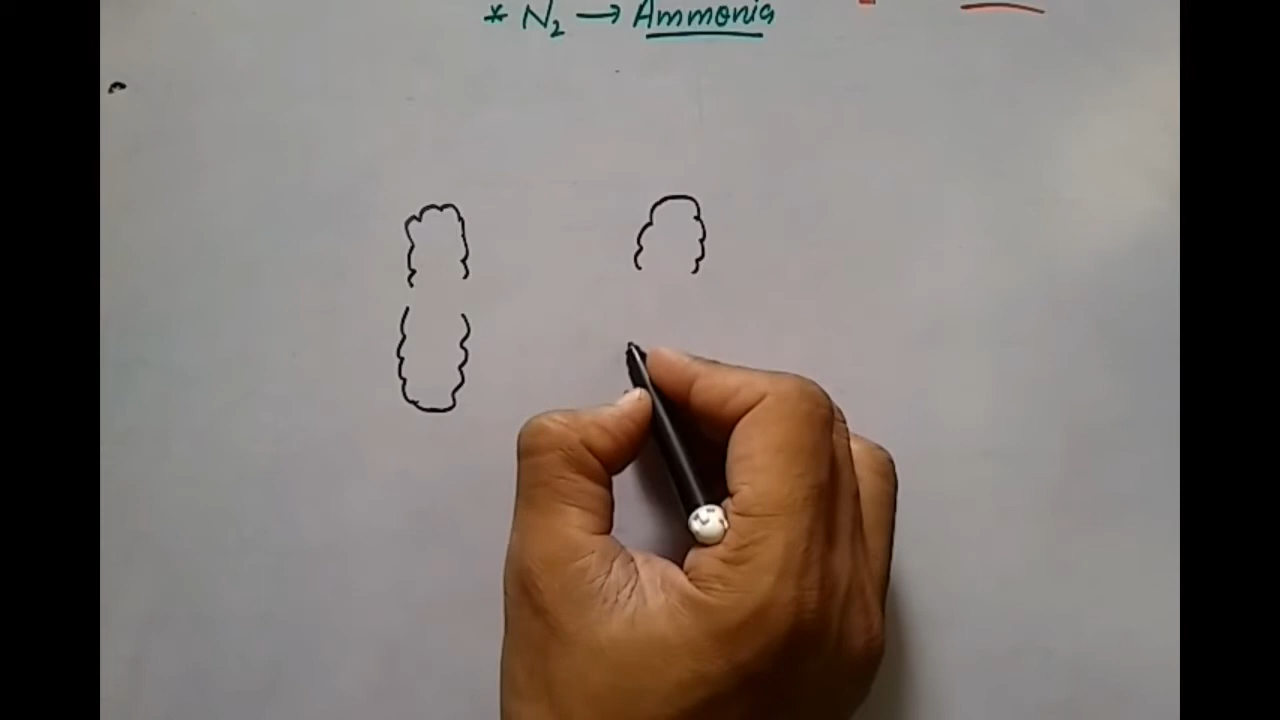 * N₂ → Ammonia